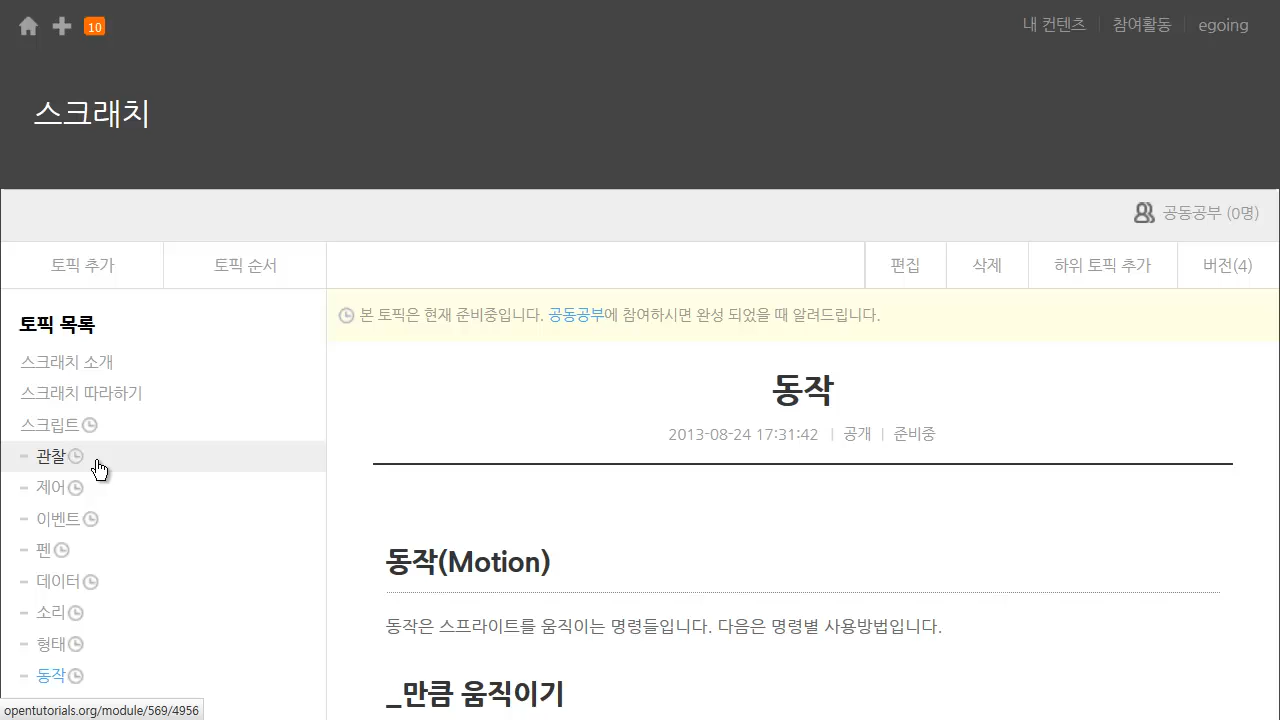 10
내 컨텐츠
참여활동
egoing
스크래치
공동공부 (0명)
토픽 추가
토픽 순서
편집
삭제
하위 토픽 추가
버전(4)
토픽 목록
스크래치 소개
스크래치 따라하기
스크립트
관찰
제어
이벤트
펜
데이터
소리
형태
동작
본 토픽은 현재 준비중입니다. 공동공부에 참여하시면 완성 되었을 때 알려드립니다.
동작
2013-08-24 17:31:42 | 공개 | 준비중
동작(Motion)
동작은 스프라이트를 움직이는 명령들입니다. 다음은 명령별 사용방법입니다.
_만큼 움직이기
opentutorials.org/module/569/4956